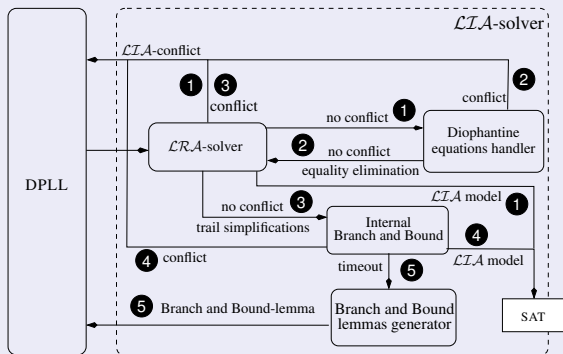 ℒℐ𝒜-solver
ℒℐ𝒜-conflict
1
3
2
conflict
conflict
no conflict
1
ℒℛ𝒜-solver
2
no conflict
equality elimination
Diophantine
equations handler
DPLL
no conflict
3
trail simplifications
ℒℐ𝒜 model
1
Internal
Branch and Bound
4
ℒℐ𝒜 model
4
conflict
timeout
5
5
Branch and Bound-lemma
Branch and Bound
lemmas generator
SAT